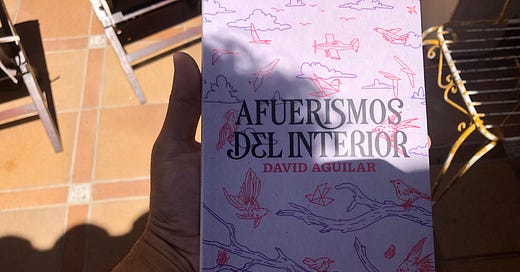 AFUERISMOS
DEL INTERIOR
DAVID AGUILAR